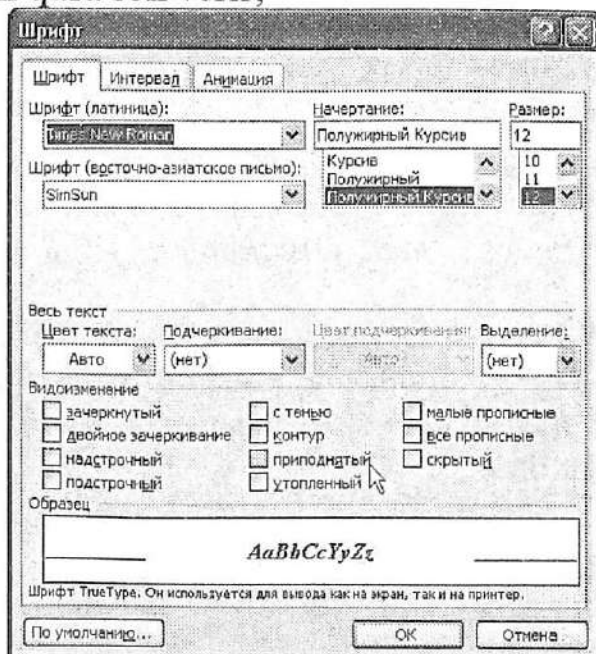 Шрифт
Шрифт Интервал Анимация
Шрифт (латиница): Начертание: Размер:
Times New Roman Полужирный Курсив 12
Курсив 10
Шрифт (восточно-азиатское письмо): Полужирный 11
SimSun Полужирный Курсив 12
Весь текст
Цвет текста: Подчеркивание: Цвет подчеркивания: Выделение:
Авто (нет) Авто (нет)
Видоизменение
зачеркнутый с тенью малые прописные
двойное зачеркивание контур все прописные
надстрочный приподнятый скрытый
подстрочный утопленный
Образец
AaBbCcYyZz
Шрифт TrueType. Он используется для вывода как на экран, так и на принтер.
По умолчанию... ОК Отмена